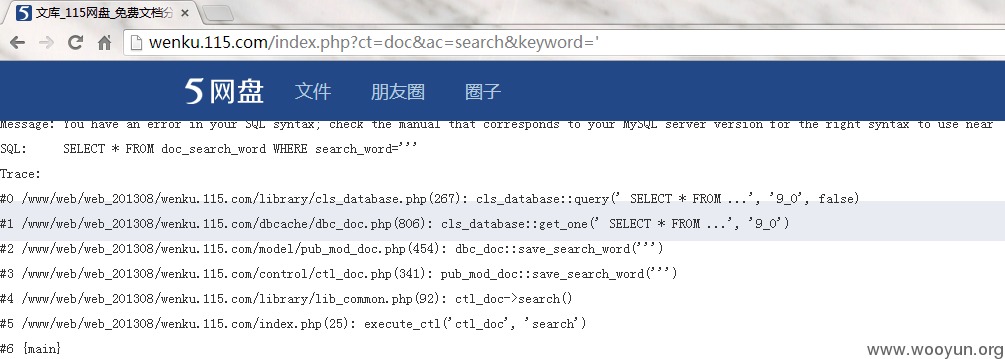 文库_115网盘_免费文档分
wenku.115.com/index.php?ct=doc&ac=search&keyword='
5网盘 文件 朋友圈 圈子
Message: You have an error in your SQL syntax; check the manual that corresponds to your MySQL server version for the right syntax to use near
SQL: SELECT * FROM doc_search_word WHERE search_word='''
Trace:
#0 /www/web/web_201308/wenku.115.com/library/cls_database.php(267): cls_database::query(' SELECT * FROM ...', '9_0', false)
#1 /www/web/web_201308/wenku.115.com/dbcache/dbc_doc.php(806): cls_database::get_one(' SELECT * FROM ...', '9_0')
#2 /www/web/web_201308/wenku.115.com/model/pub_mod_doc.php(454): dbc_doc::save_search_word(''')
#3 /www/web/web_201308/wenku.115.com/control/ctl_doc.php(341): pub_mod_doc::save_search_word(''')
#4 /www/web/web_201308/wenku.115.com/library/lib_common.php(92): ctl_doc->search()
#5 /www/web/web_201308/wenku.115.com/index.php(25): execute_ctl('ctl_doc', 'search')
#6 {main}
www.wooyun.org